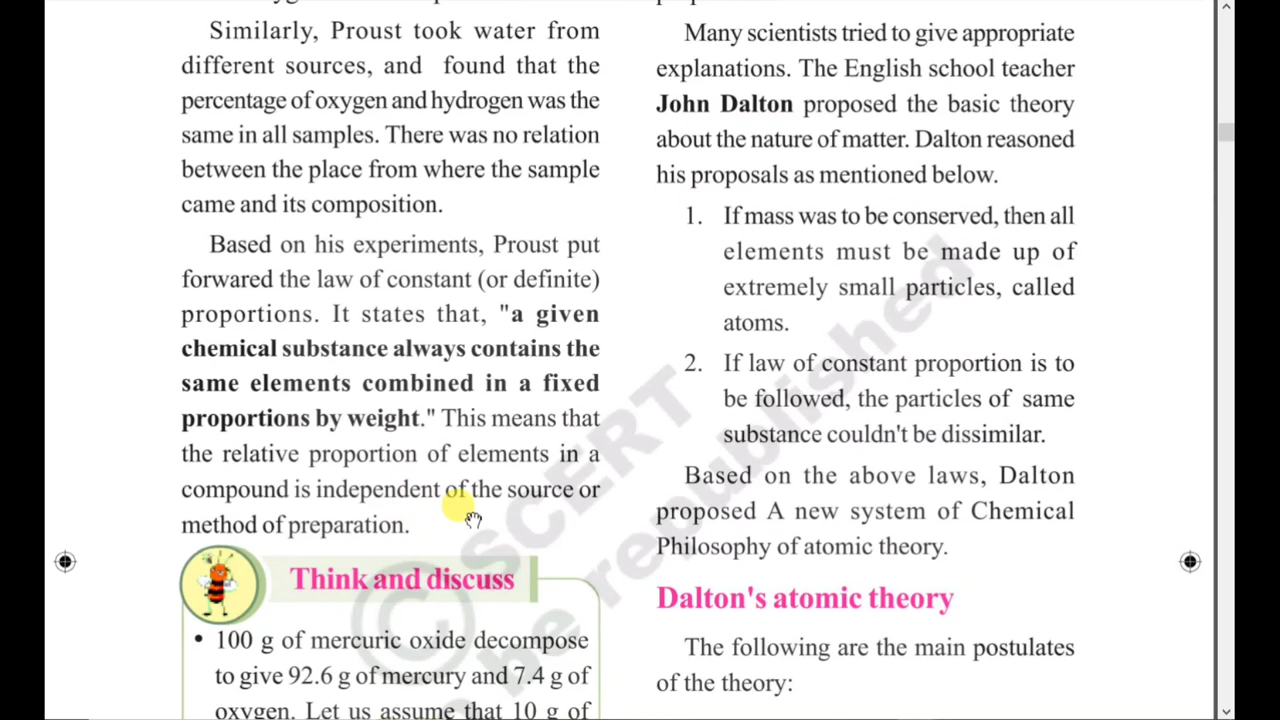 Similarly, Proust took water from
different sources, and found that the
percentage of oxygen and hydrogen was the
same in all samples. There was no relation
between the place from where the sample
came and its composition.
Based on his experiments, Proust put
forwared the law of constant (or definite)
proportions. It states that, "a given
chemical substance always contains the
same elements combined in a fixed
proportions by weight." This means that
the relative proportion of elements in a
compound is independent of the source or
method of preparation.
Think and discuss
• 100 g of mercuric oxide decompose
to give 92.6 g of mercury and 7.4 g of
oxygen. Let us assume that 10 g of
Many scientists tried to give appropriate
explanations. The English school teacher
John Dalton proposed the basic theory
about the nature of matter. Dalton reasoned
his proposals as mentioned below.
1. If mass was to be conserved, then all
elements must be made up of
extremely small particles, called
atoms.
2. If law of constant proportion is to
be followed, the particles of same
substance couldn't be dissimilar.
Based on the above laws, Dalton
proposed A new system of Chemical
Philosophy of atomic theory.
Dalton's atomic theory
The following are the main postulates
of the theory:
© SCERT
be republished